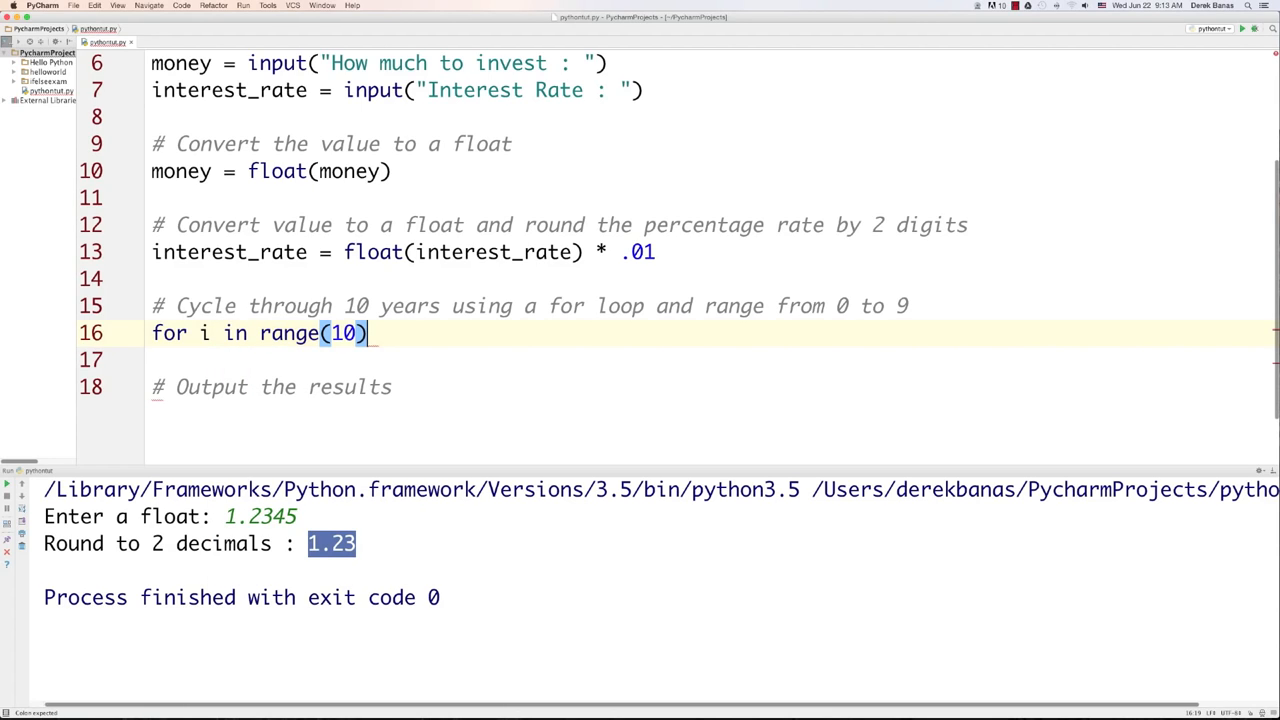 PyCharm File Edit View Navigate Code Refactor Run Tools VCS Window Help
10 Wed Jun 22 9:13 AM Derek Banas
pythontut.py - PycharmProjects - [~/PycharmProjects]
PycharmProjects pythontut.py
pythontut
pythontut.py
PycharmProject
Hello Python
helloworld
ifelseexam
pythontut.py
External Librarie
6 money = input("How much to invest : ")
7 interest_rate = input("Interest Rate : ")
8
9 # Convert the value to a float
10 money = float(money)
11
12 # Convert value to a float and round the percentage rate by 2 digits
13 interest_rate = float(interest_rate) * .01
14
15 # Cycle through 10 years using a for loop and range from 0 to 9
16 for i in range(10)
17
18 # Output the results
Run pythontut
/Library/Frameworks/Python.framework/Versions/3.5/bin/python3.5 /Users/derekbanas/PycharmProjects/pytho
Enter a float: 1.2345
Round to 2 decimals : 1.23
Process finished with exit code 0
Colon expected
16:19 LF÷ UTF-8÷